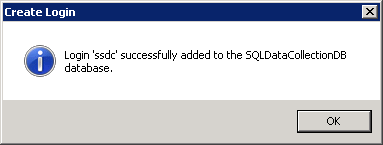 Create Login
Login 'ssdc' successfully added to the SQLDataCollectionDB
database.
OK